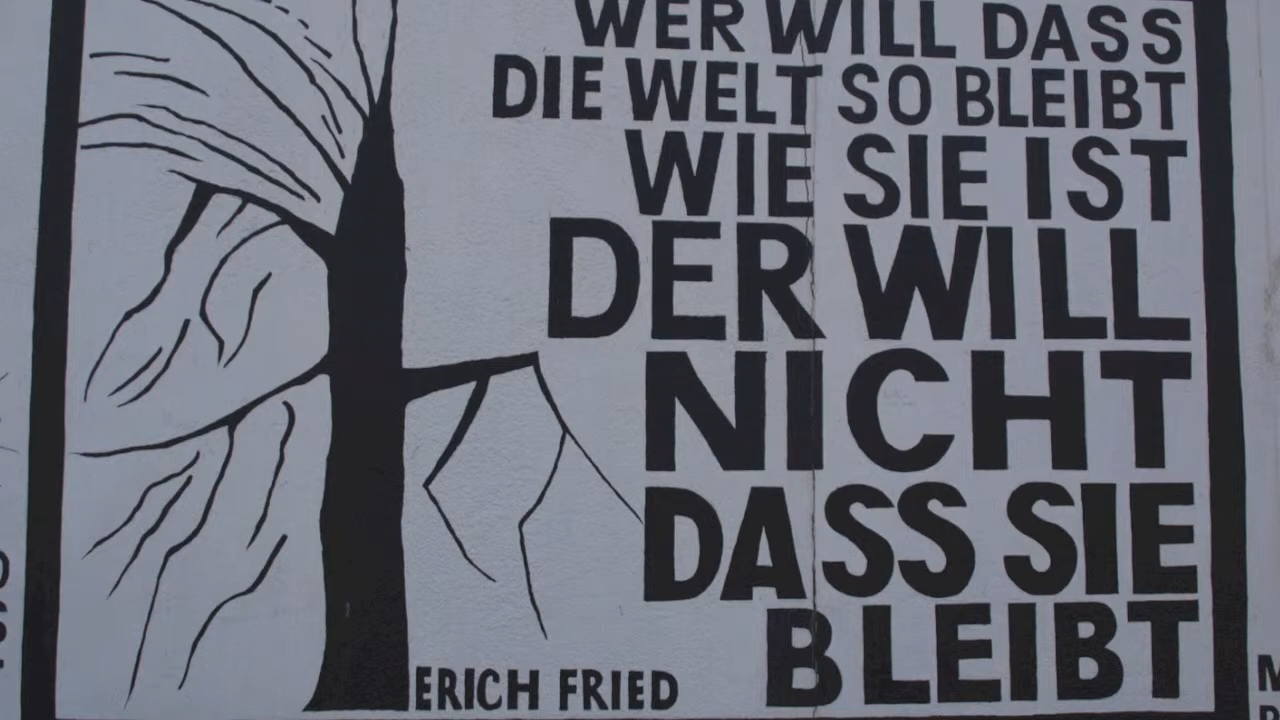 WER WILL DASS
DIE WELT SO BLEIBT
WIE SIE IST
DER WILL
NICHT
DASS SIE
BLEIBT
ERICH FRIED